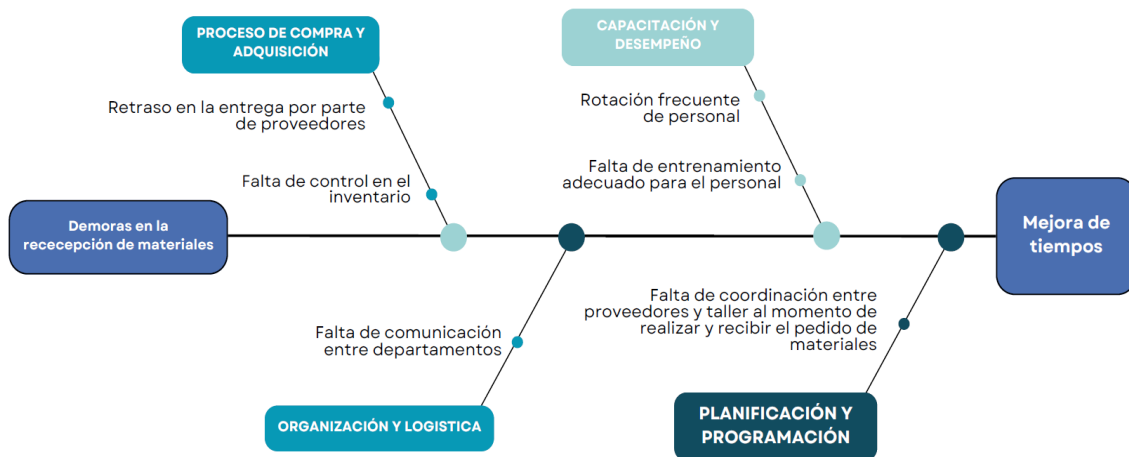 PROCESO DE COMPRA Y
ADQUISICIÓN
CAPACITACIÓN Y
DESEMPEÑO
Retraso en la entrega por parte
de proveedores
Rotación frecuente
de personal
Falta de control en el
inventario
Falta de entrenamiento
adecuado para el personal
Demoras en la
rececepción de materiales
Mejora de
tiempos
Falta de comunicación
entre departamentos
Falta de coordinación entre
proveedores y taller al momento de
realizar y recibir el pedido de
materiales
ORGANIZACIÓN Y LOGISTICA
PLANIFICACIÓN Y
PROGRAMACIÓN